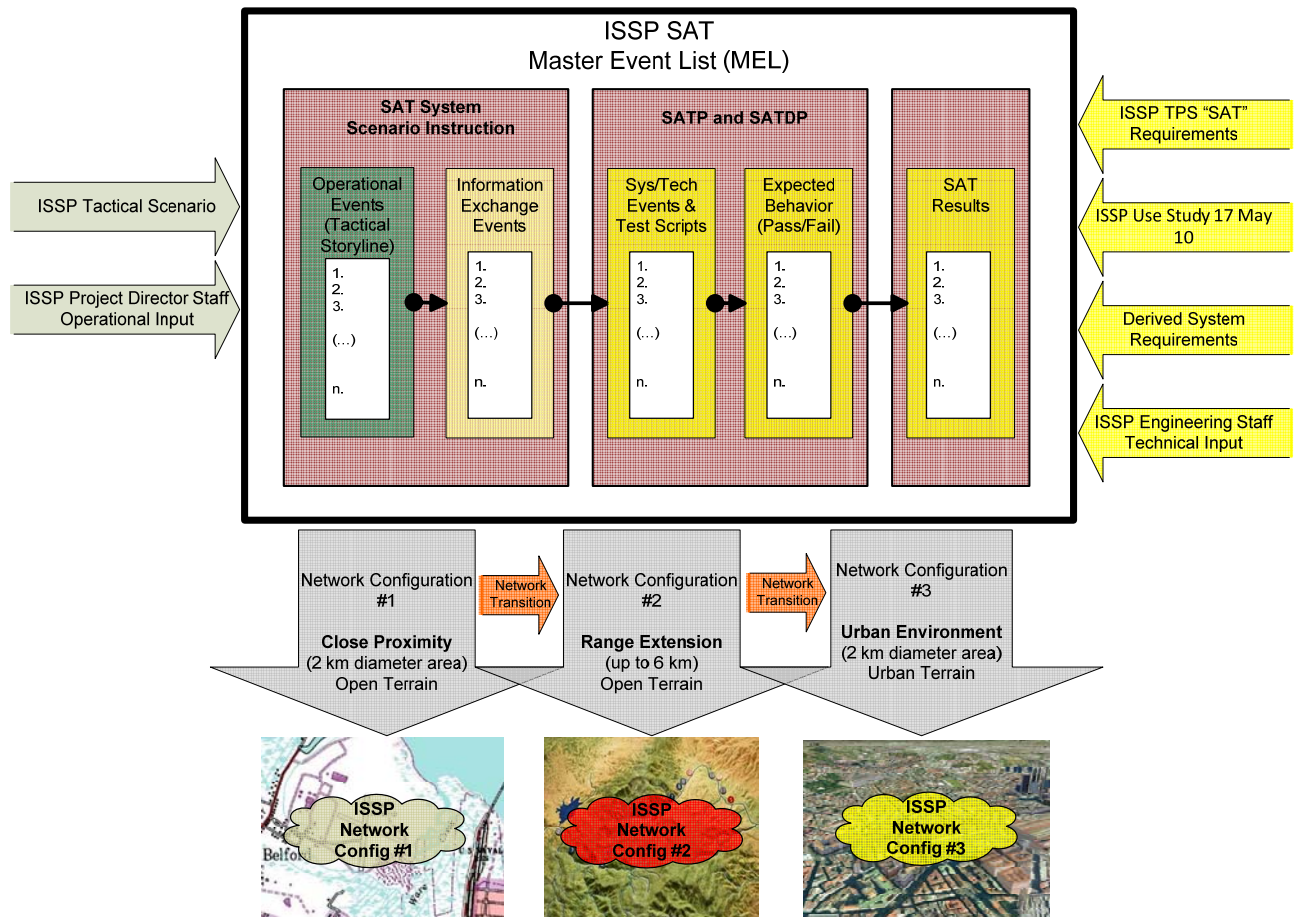 ISSP SAT
Master Event List (MEL)
SAT System
Scenario Instruction
SATP and SATDP
Operational
Events
(Tactical
Storyline)
1.
2.
3.
(...)
n.
Information
Exchange
Events
1.
2.
3.
(...)
n.
Sys/Tech
Events &
Test Scripts
1.
2.
3.
(...)
n.
Expected
Behavior
(Pass/Fail)
1.
2.
3.
(...)
n.
SAT
Results
1.
2.
3.
(...)
n.
ISSP Tactical Scenario
ISSP Project Director Staff
Operational Input
ISSP TPS “SAT”
Requirements
ISSP Use Study 17 May
10
Derived System
Requirements
ISSP Engineering Staff
Technical Input
Network Configuration
#1
Close Proximity
(2 km diameter area)
Open Terrain
Network
Transition
Network Configuration
#2
Range Extension
(up to 6 km)
Open Terrain
Network
Transition
Network Configuration
#3
Urban Environment
(2 km diameter area)
Urban Terrain
ISSP
Network
Config #1
Belford
Ware
ISSP
Network
Config #2
ISSP
Network
Config #3